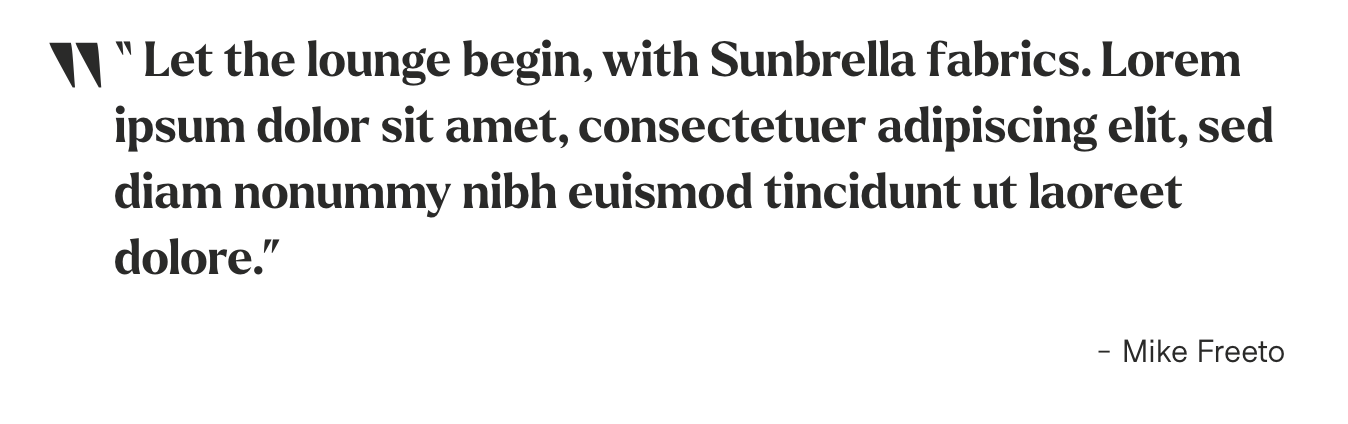 ‟ ‟ Let the lounge begin, with Sunbrella fabrics. Lorem
ipsum dolor sit amet, consectetuer adipiscing elit, sed
diam nonummy nibh euismod tincidunt ut laoreet
dolore.”
– Mike Freeto